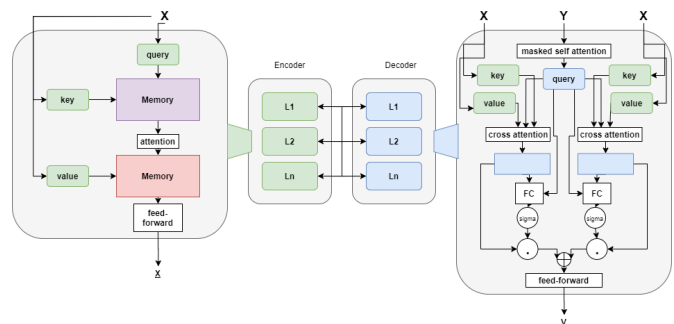 X
query
key
Memory
attention
value
Memory
feed-
forward
X
Encoder
Decoder
L1
L1
L2
L2
Ln
Ln
X
Y
X
masked self attention
key
query
key
value
value
cross attention
cross attention
FC
FC
sigma
sigma
.
.
feed-forward
Y